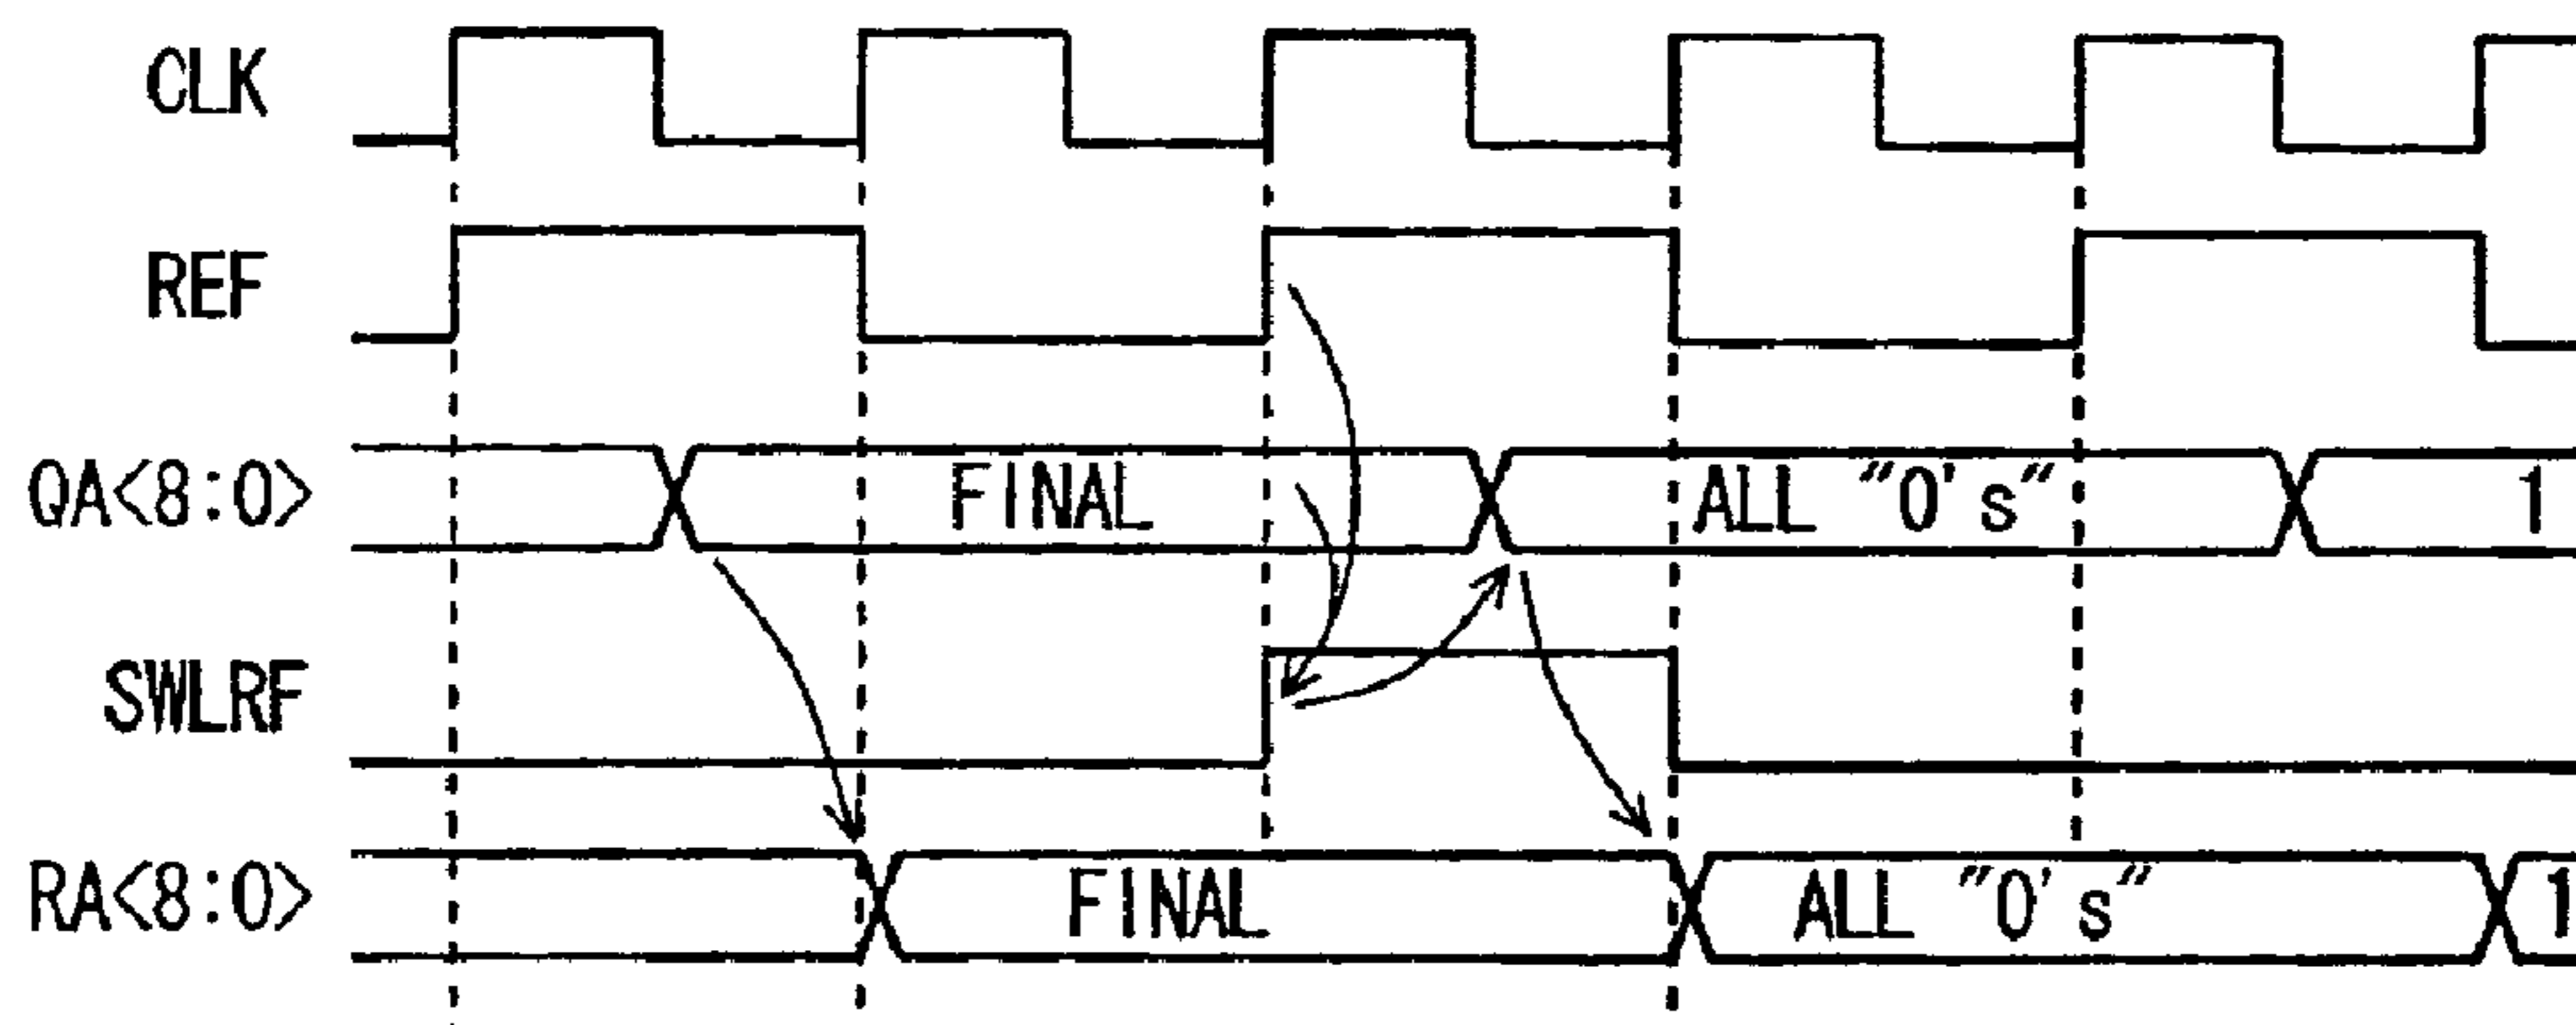 CLK
REF
QA<8:0> FINAL ALL "0's" 1
SWLRF
RA<8:0> FINAL ALL "0's" 1